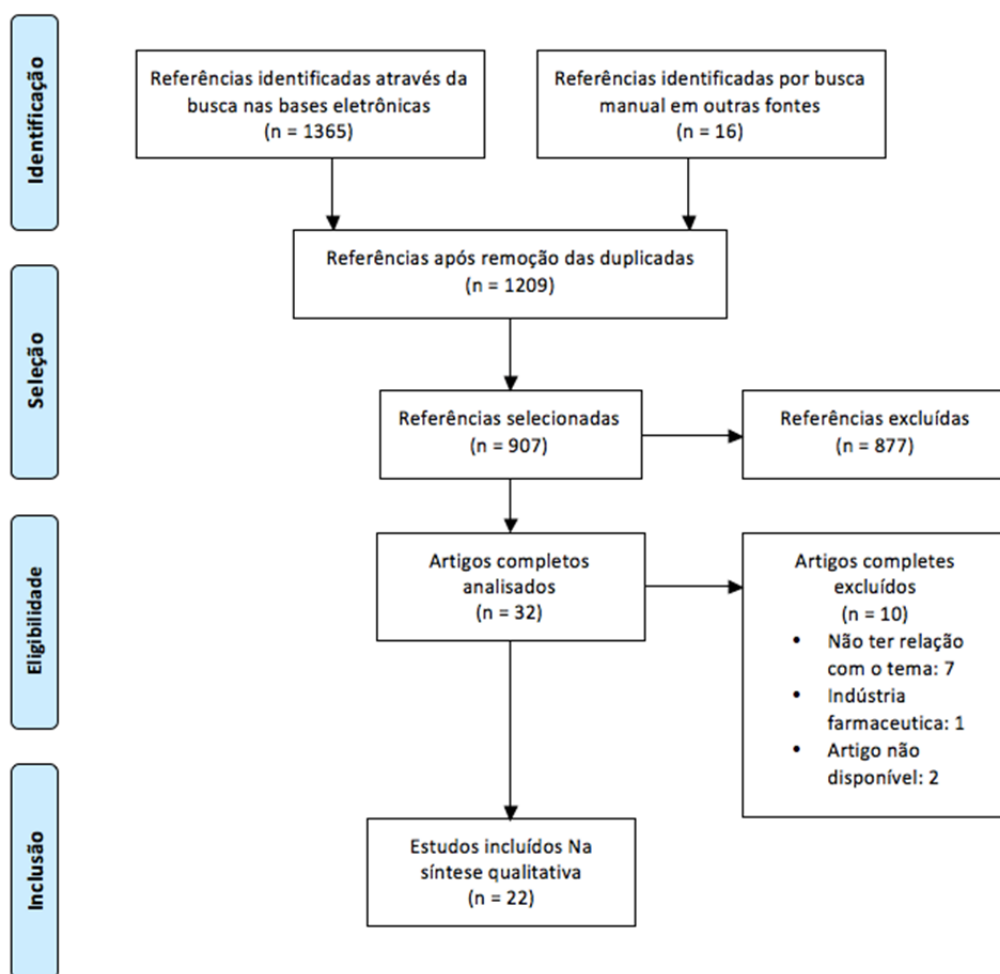 Identificação
Referências identificadas através da
busca nas bases eletrônicas
(n = 1365)
Referências identificadas por busca
manual em outras fontes
(n = 16)
Referências após remoção das duplicadas
(n = 1209)
Seleção
Referências selecionadas
(n = 907)
Referências excluídas
(n = 877)
Eligibilidade
Artigos completos
analisados
(n = 32)
Artigos completes
excluídos
(n = 10)
• Não ter relação
com o tema: 7
• Indústria
farmaceutica: 1
• Artigo não
disponível: 2
Inclusão
Estudos incluídos Na
síntese qualitativa
(n = 22)